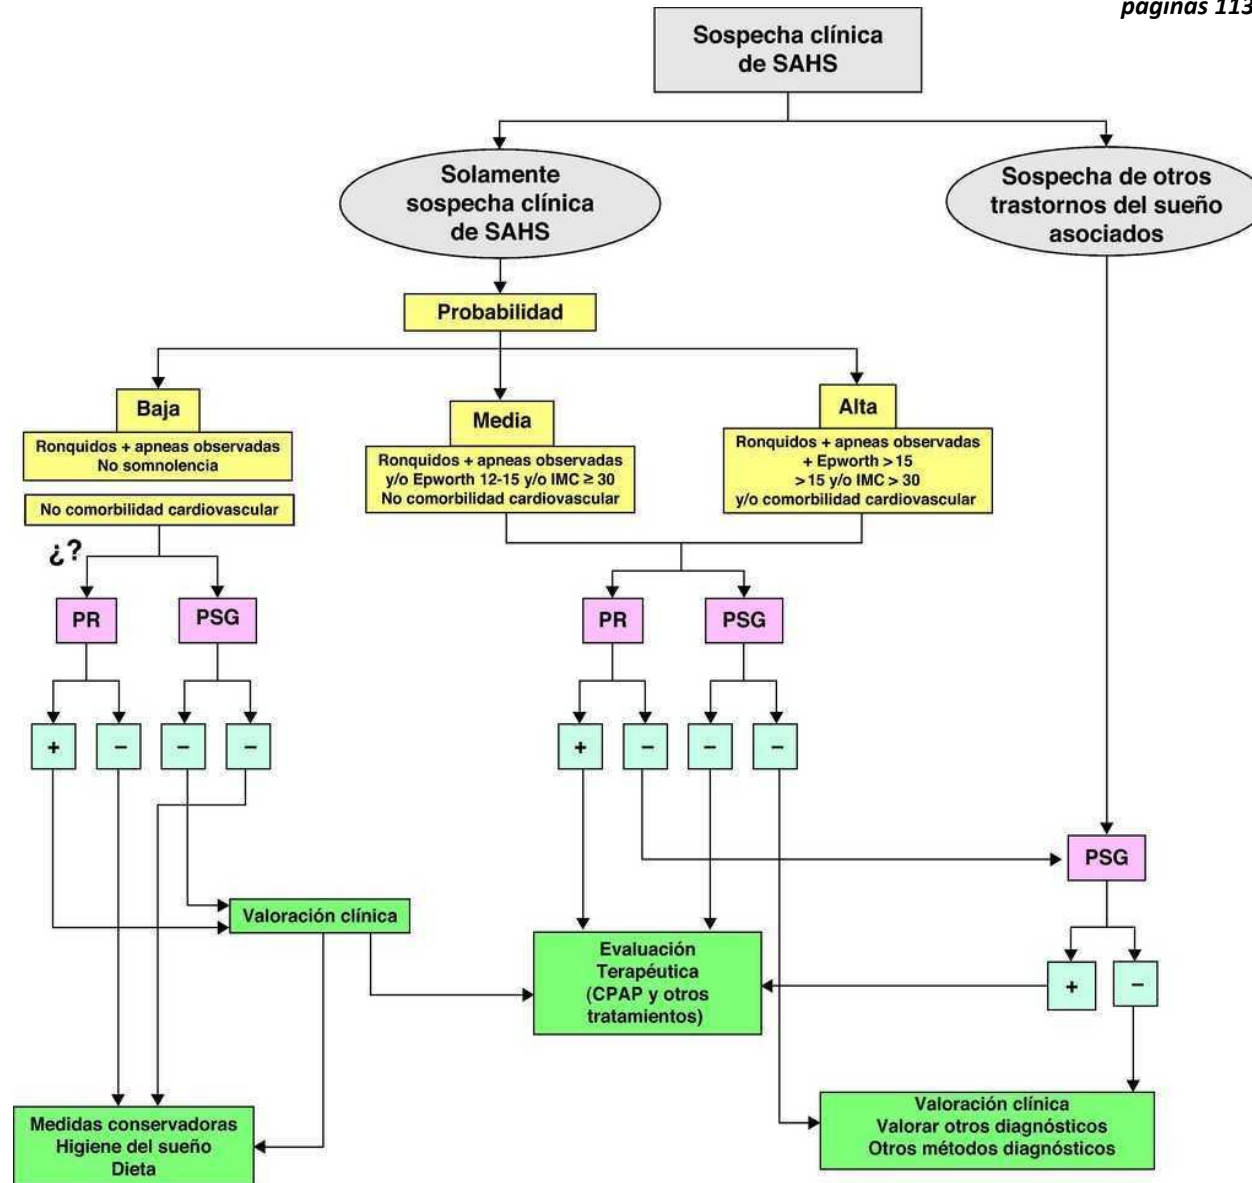 páginas 113
Sospecha clínica
de SAHS
Solamente
sospecha clínica
de SAHS
Sospecha de otros
trastornos del sueño
asociados
Probabilidad
Baja
Ronquidos + apneas observadas
No somnolencia
No comorbilidad cardiovascular
Media
Ronquidos + apneas observadas
y/o Epworth 12-15 y/o IMC ≥ 30
No comorbilidad cardiovascular
Alta
Ronquidos + apneas observadas
+ Epworth > 15
> 15 y/o IMC > 30
y/o comorbilidad cardiovascular
¿?
PR
PSG
PR
PSG
+
–
–
–
+
–
–
–
PSG
+
–
Valoración clínica
Evaluación
Terapéutica
(CPAP y otros
tratamientos)
Medidas conservadoras
Higiene del sueño
Dieta
Valoración clínica
Valorar otros diagnósticos
Otros métodos diagnósticos